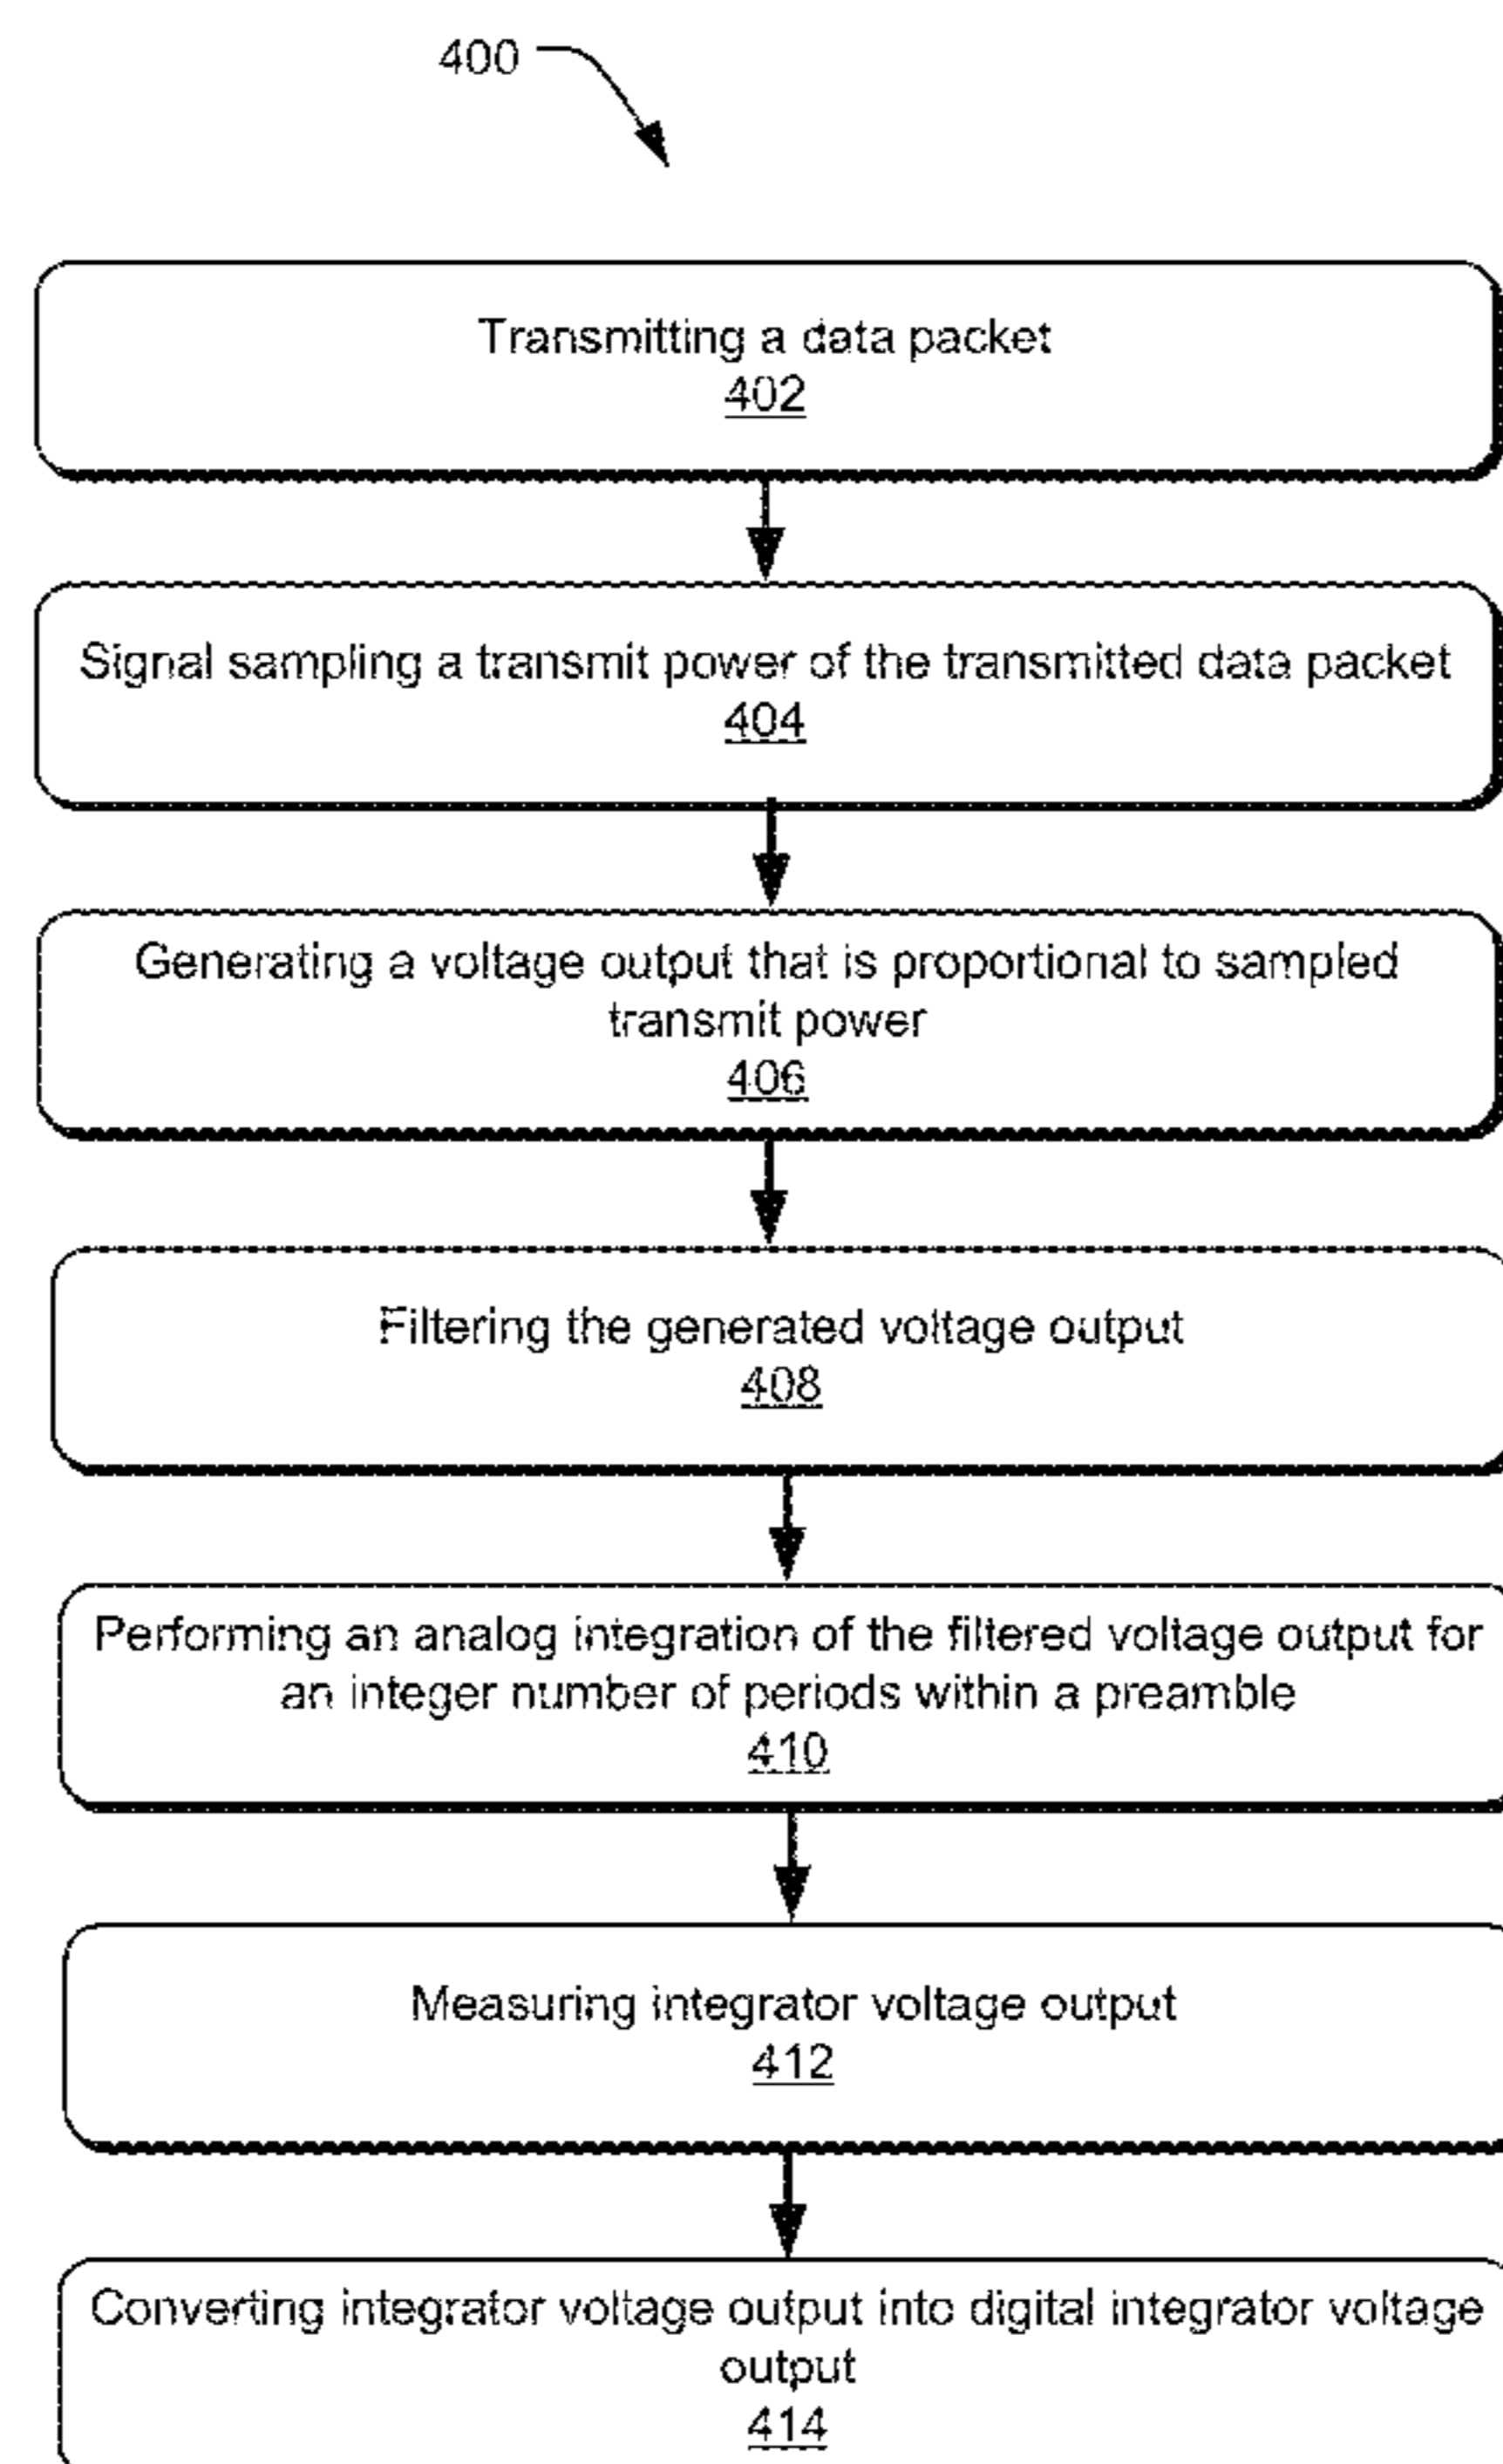 400
Transmitting a data packet
402
Signal sampling a transmit power of the transmitted data packet
404
Generating a voltage output that is proportional to sampled
transmit power
406
Filtering the generated voltage output
408
Performing an analog integration of the filtered voltage output for
an integer number of periods within a preamble
410
Measuring integrator voltage output
412
Converting integrator voltage output into digital integrator voltage
output
414